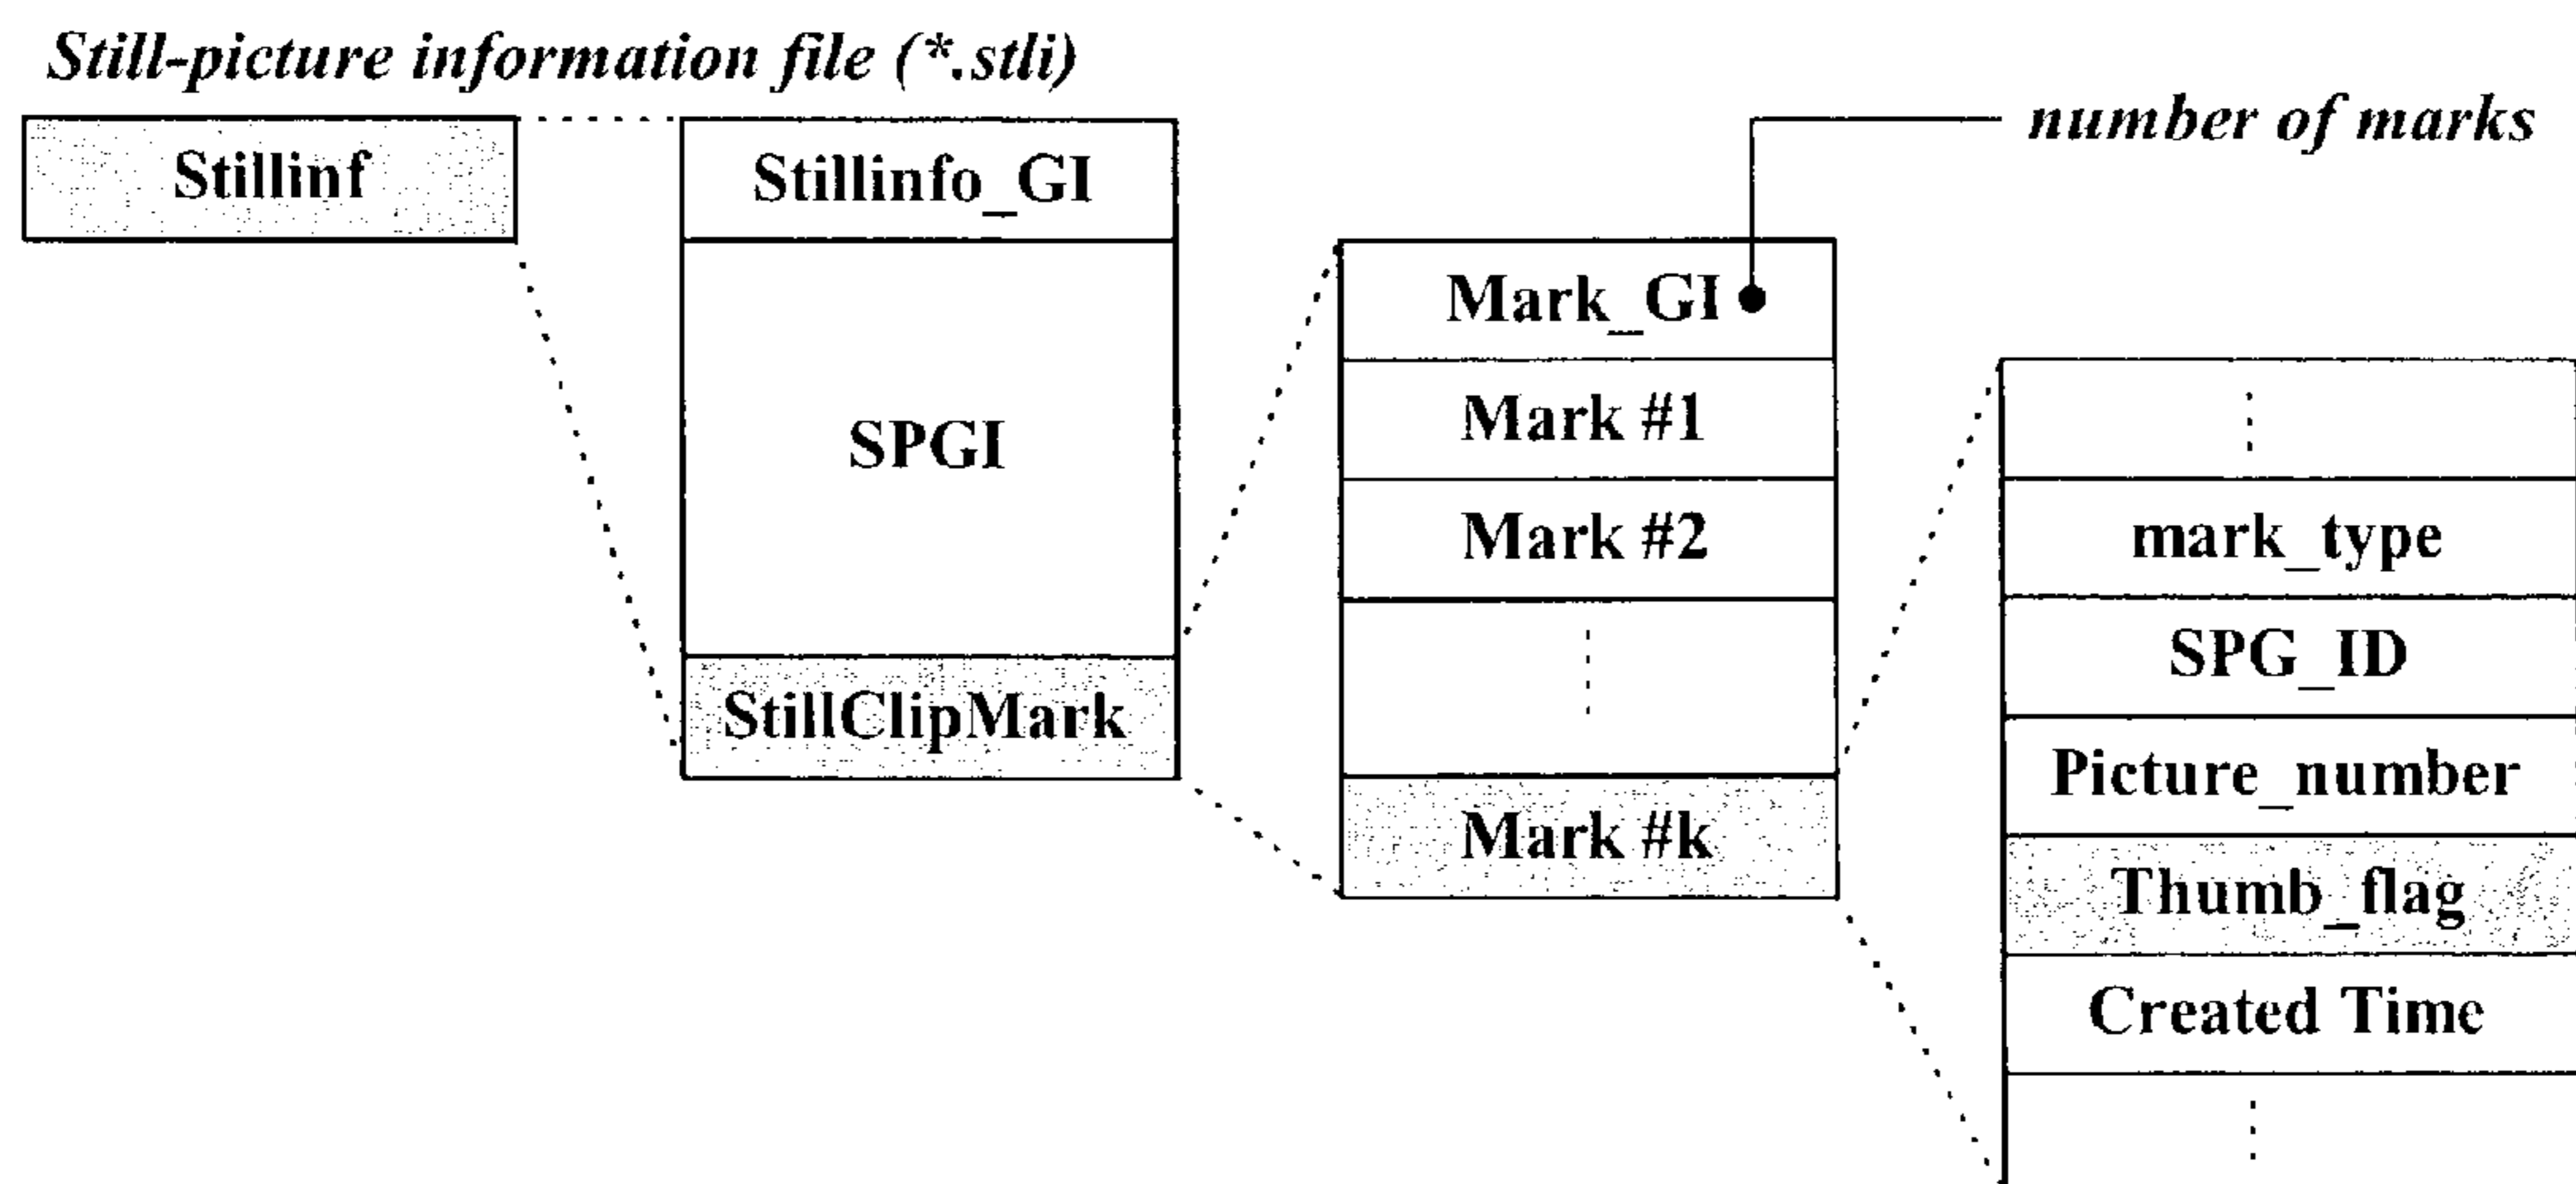 Still-picture information file (*.stli)
Stillinf
Stillinfo_GI
SPGI
StillClipMark
number of marks
Mark_GI
Mark #1
Mark #2
Mark #k
mark_type
SPG_ID
Picture_number
Thumb_flag
Created Time